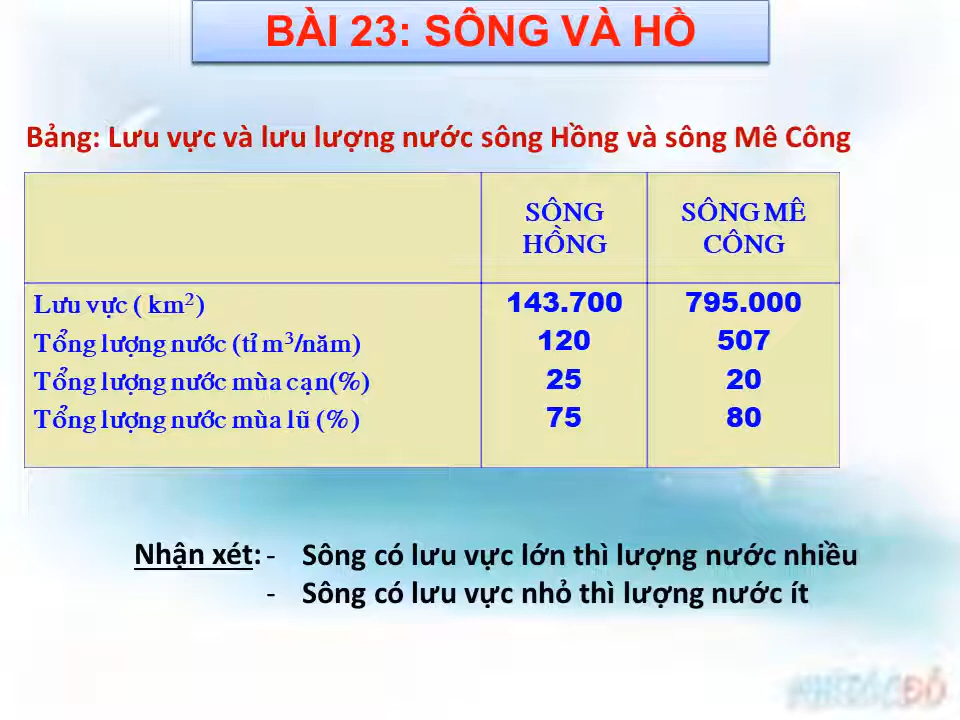 BÀI 23: SÔNG VÀ HỒ
Bảng: Lưu vực và lưu lượng nước sông Hồng và sông Mê Công
SÔNG HỒNG
SÔNG MÊ CÔNG
Lưu vực ( km²) 143.700 795.000
Tổng lượng nước (tỉ m³/năm) 120 507
Tổng lượng nước mùa cạn(%) 25 20
Tổng lượng nước mùa lũ (%) 75 80
Nhận xét: - Sông có lưu vực lớn thì lượng nước nhiều
- Sông có lưu vực nhỏ thì lượng nước ít